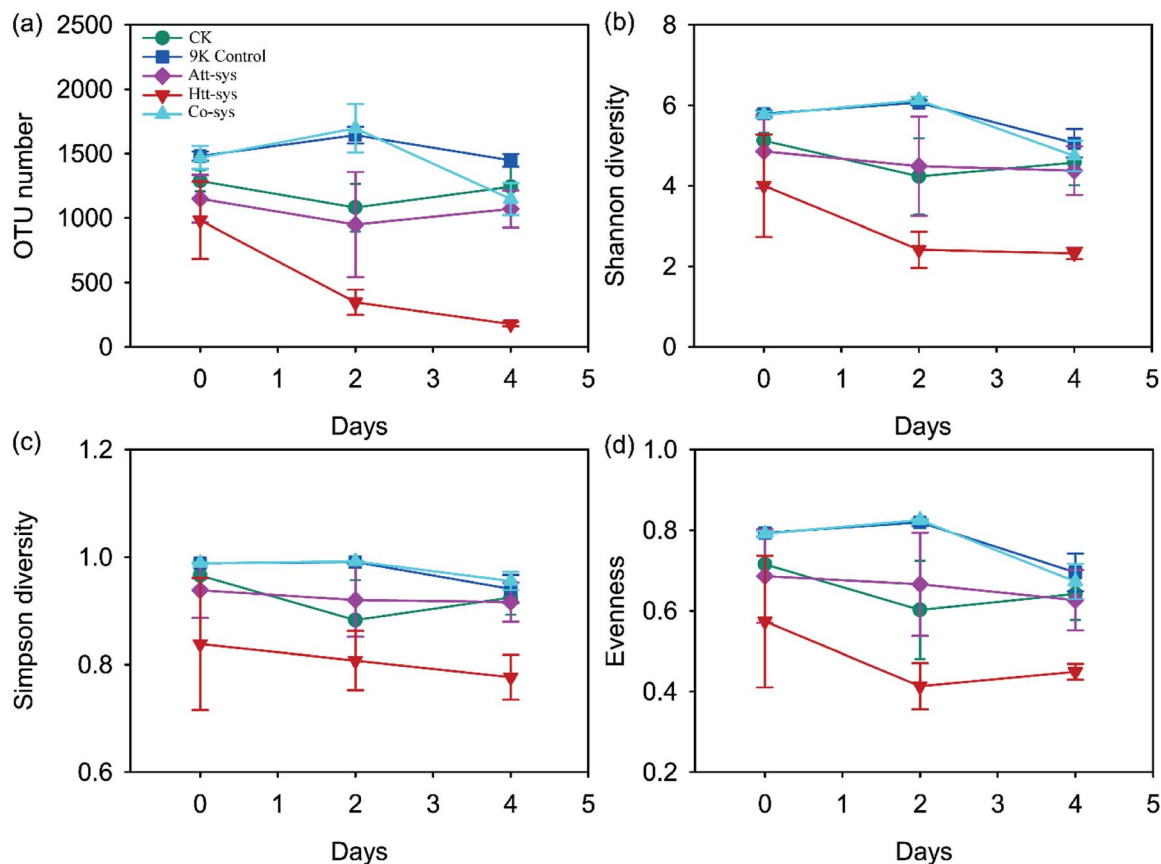 (a)
2500
2000
1500
1000
500
0
OTU number
CK
9K Control
Att-sys
Htt-sys
Co-sys
0 1 2 3 4 5
Days
(b)
8
6
4
2
0
Shannon diversity
0 1 2 3 4 5
Days
(c)
1.2
1.0
0.8
0.6
Simpson diversity
0 1 2 3 4 5
Days
(d)
1.0
0.8
0.6
0.4
0.2
Evenness
0 1 2 3 4 5
Days